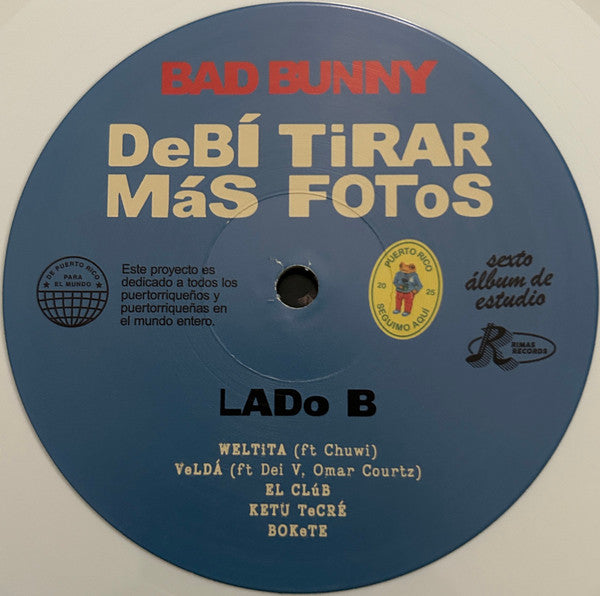 BAD BUNNY
DeBÍ TiRAR
MáS FOToS
DE PUERTO RICO
PARA
EL MUNDO
Este proyecto es
dedicado a todos los
puertorriqueños y
puertorriqueñas en
el mundo entero.
PUERTO RICO
20 25
SEGUIMO AQUÍ
sexto
álbum de
estudio
RIMAS
RECORDS
LADo B
WELTiTA (ft Chuwi)
VeLDÁ (ft Dei V, Omar Courtz)
EL CLúB
KETU TeCRÉ
BOKeTE